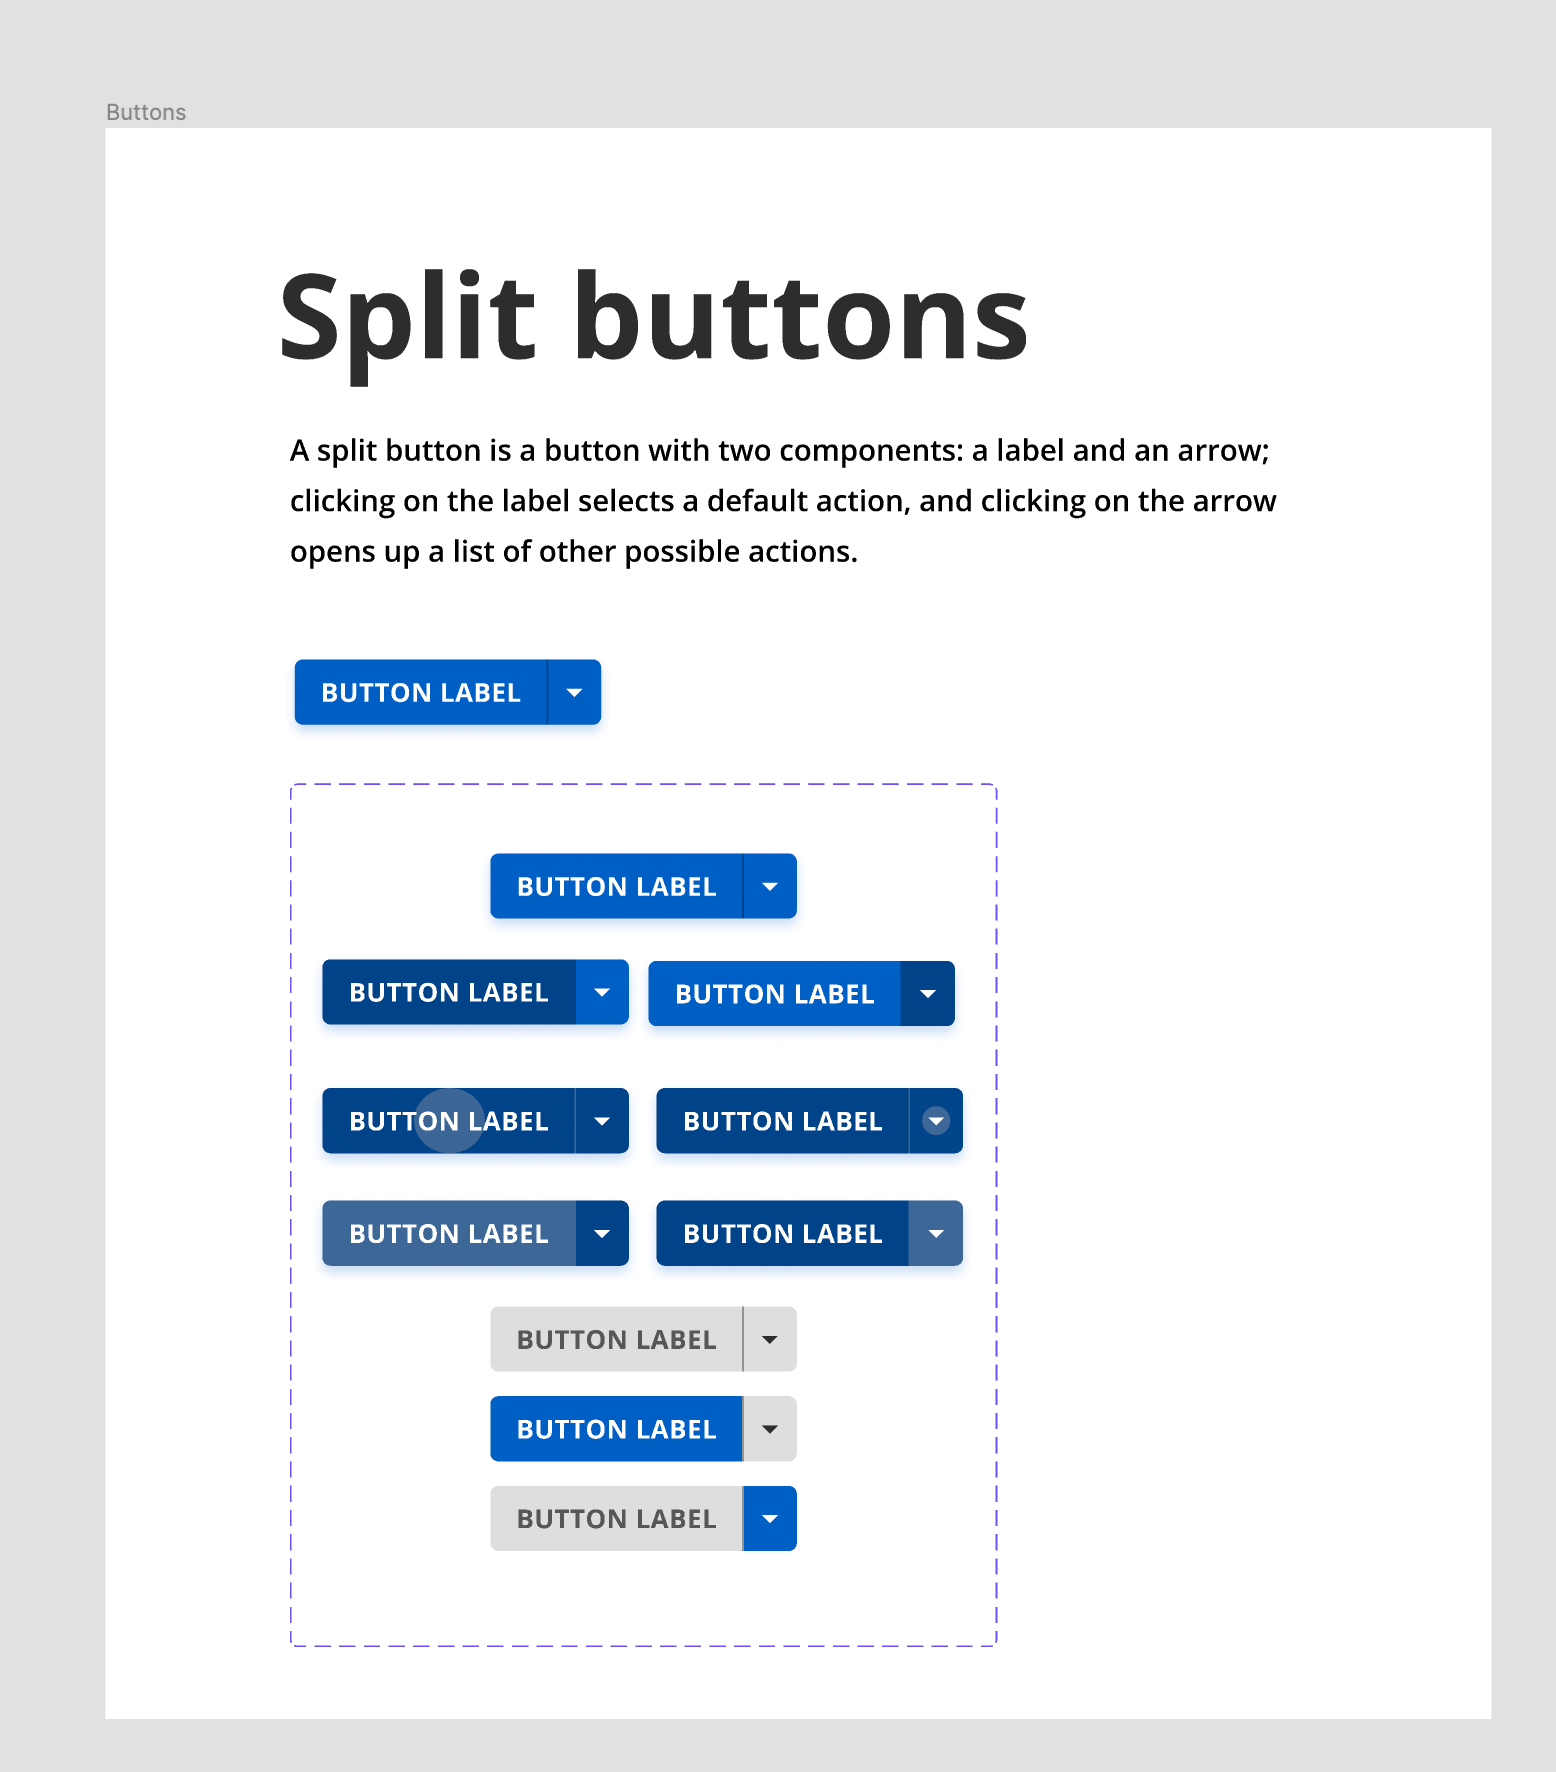 Buttons
Split buttons
A split button is a button with two components: a label and an arrow;
clicking on the label selects a default action, and clicking on the arrow
opens up a list of other possible actions.
BUTTON LABEL
BUTTON LABEL
BUTTON LABEL
BUTTON LABEL
BUTTON LABEL
BUTTON LABEL
BUTTON LABEL
BUTTON LABEL
BUTTON LABEL
BUTTON LABEL
BUTTON LABEL